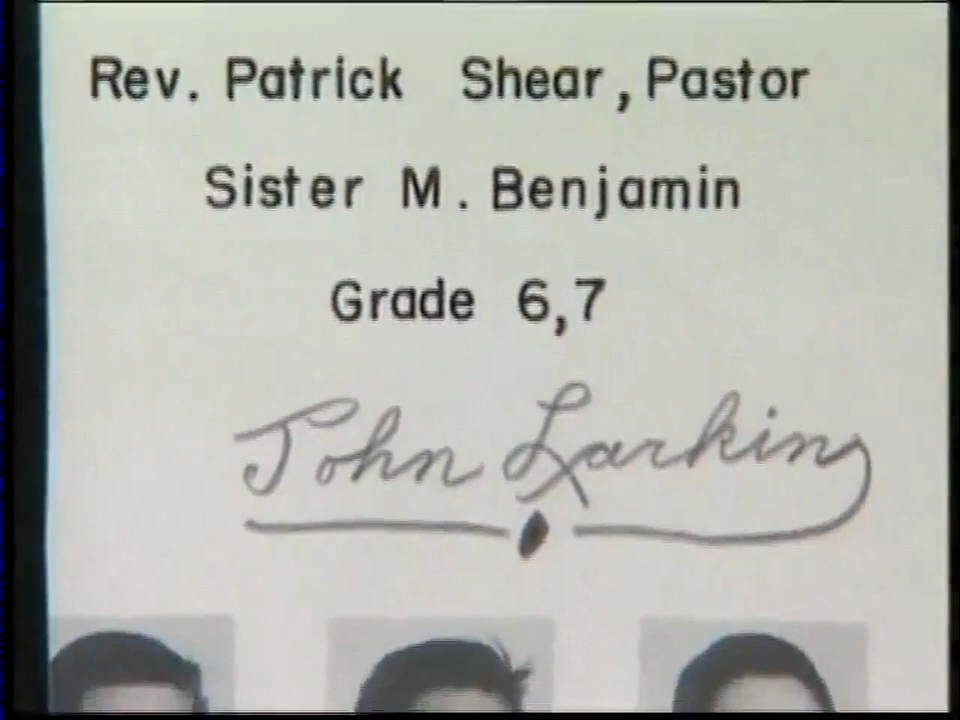 Rev. Patrick Shear, Pastor
Sister M. Benjamin
Grade 6,7
John Larkin